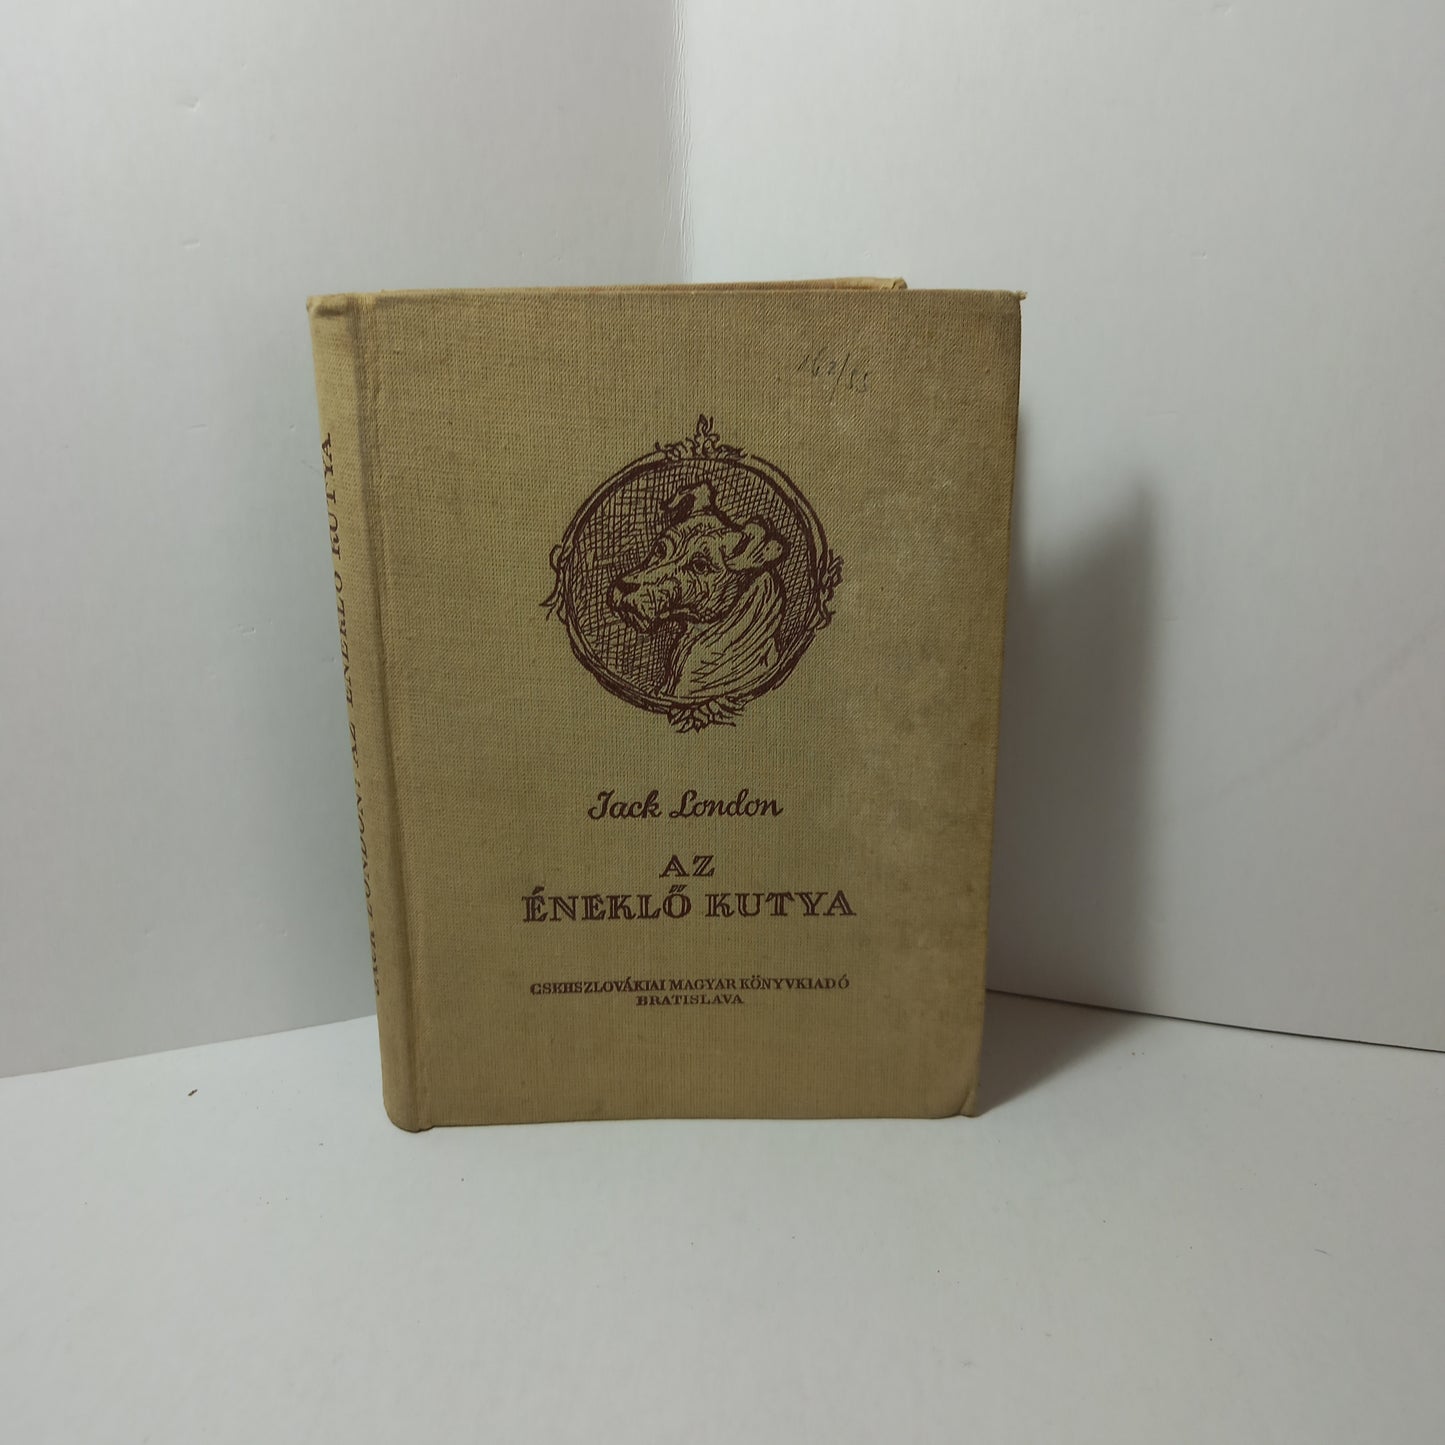 Jack London
AZ
ÉNEKLŐ KUTYA
CSEHSZLOVÁKIAI MAGYAR KÖNYVKIADÓ
BRATISLAVA
JACK LONDON: AZ ÉNEKLŐ KUTYA